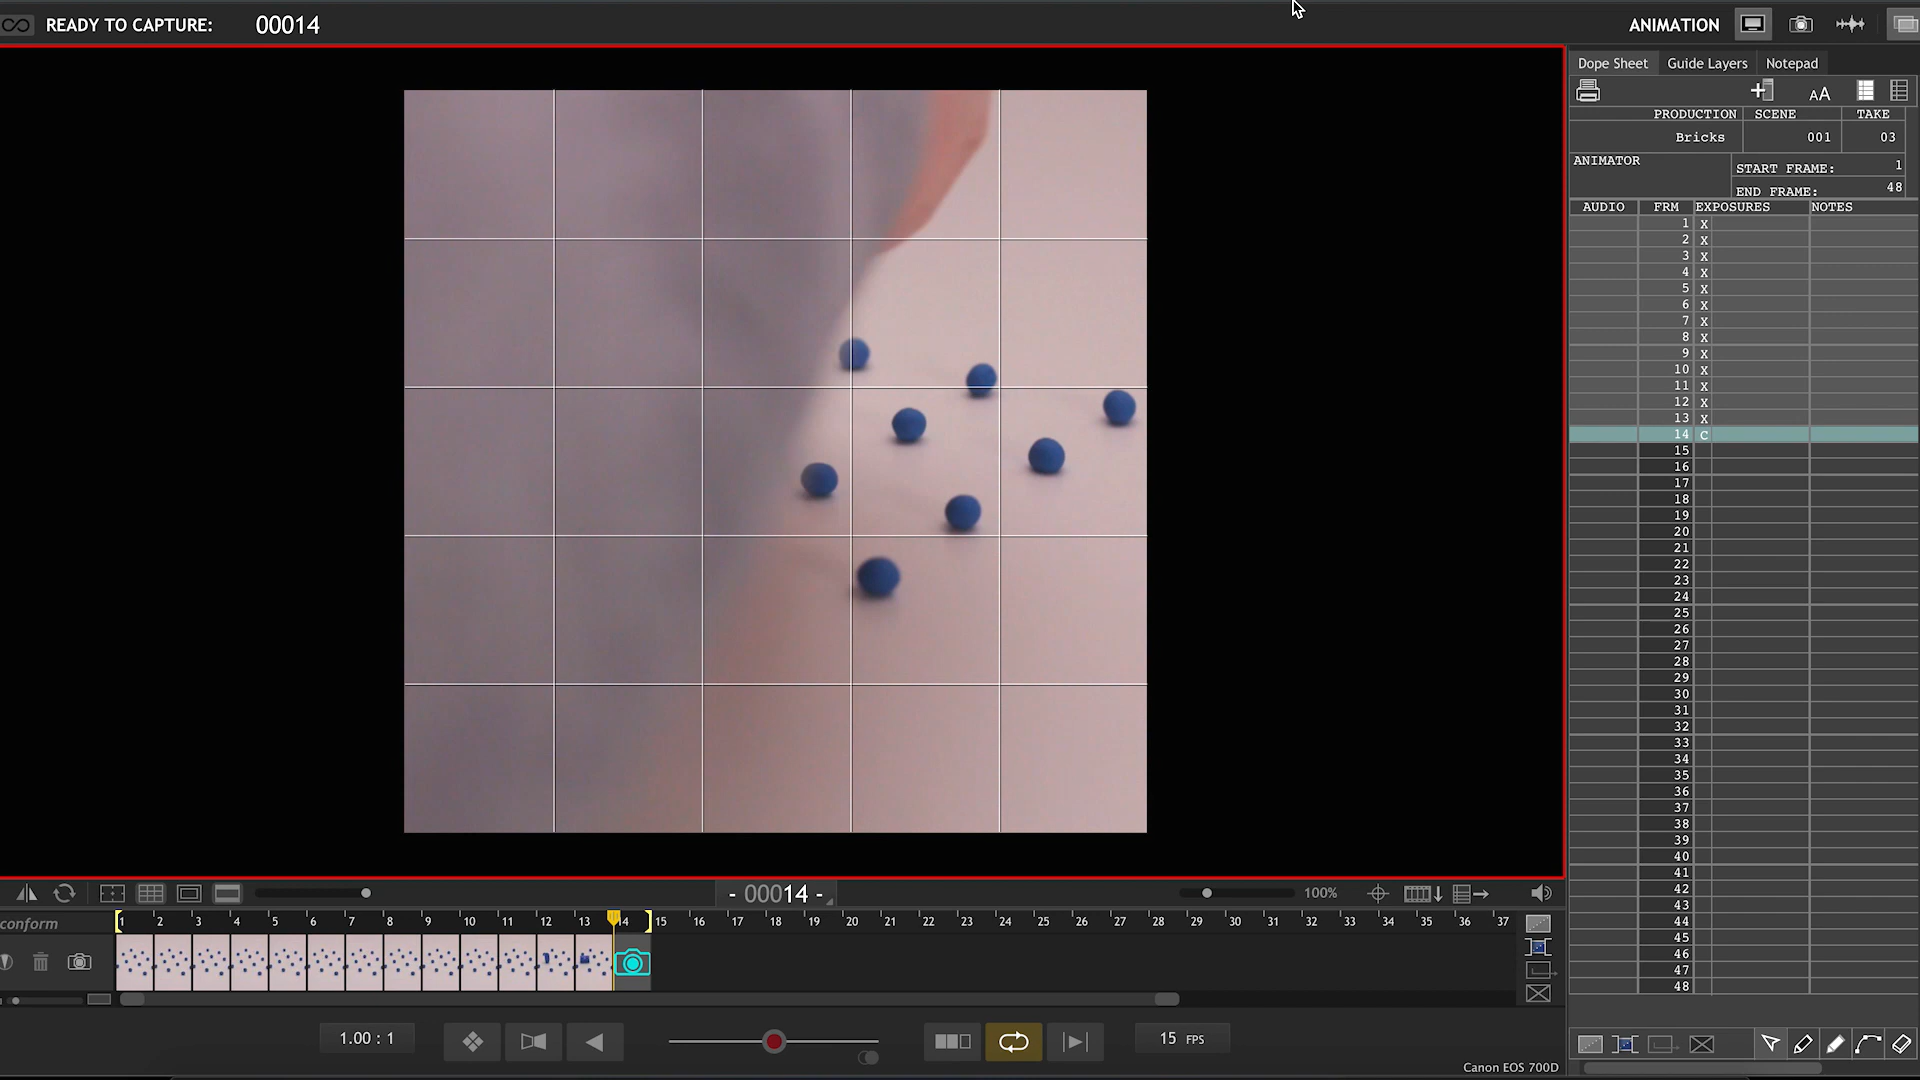 READY TO CAPTURE: 00014
ANIMATION
Dope Sheet Guide Layers Notepad
AA
PRODUCTION SCENE TAKE
Bricks 001 03
ANIMATOR
START FRAME: 1
END FRAME: 48
AUDIO FRM EXPOSURES NOTES
1 X
2 X
3 X
4 X
5 X
6 X
7 X
8 X
9 X
10 X
11 X
12 X
13 X
14 C
15
16
17
18
19
20
21
22
23
24
25
26
27
28
29
30
31
32
33
34
35
36
37
38
39
40
41
42
43
44
45
46
47
48
- 00014 -
100%
conform
1 2 3 4 5 6 7 8 9 10 11 12 13 14 15 16 17 18 19 20 21 22 23 24 25 26 27 28 29 30 31 32 33 34 35 36 37
1.00 : 1
15 FPS
Canon EOS 700D